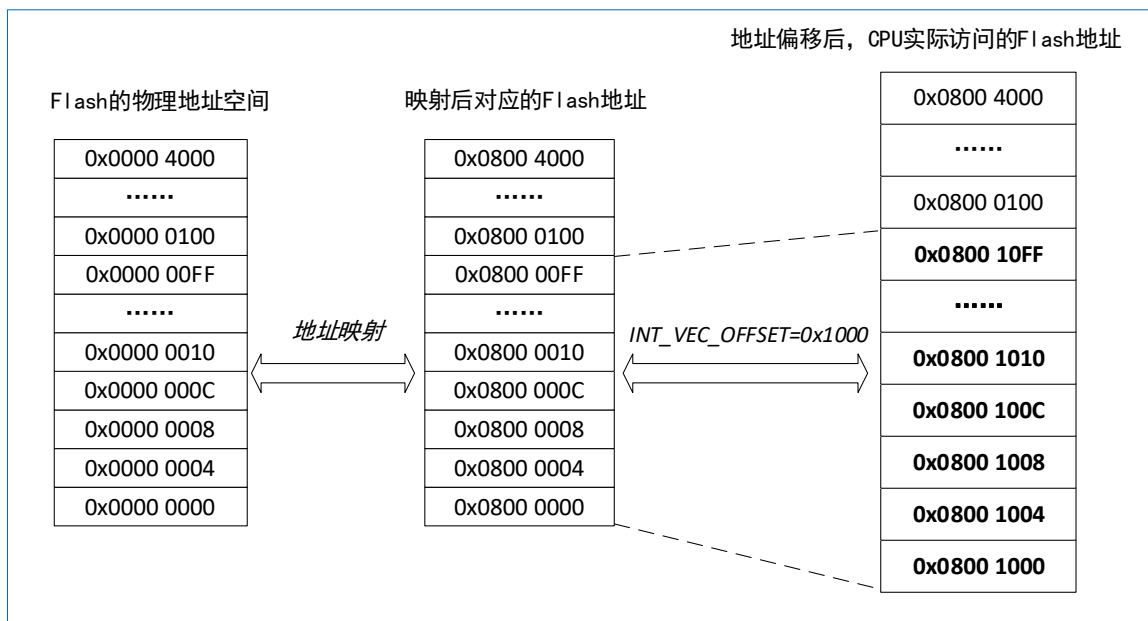 地址偏移后，CPU实际访问的Flash地址
Flash的物理地址空间
映射后对应的Flash地址
0x0000 4000
……
0x0000 0100
0x0000 00FF
……
0x0000 0010
0x0000 000C
0x0000 0008
0x0000 0004
0x0000 0000
地址映射
0x0800 4000
……
0x0800 0100
0x0800 00FF
……
0x0800 0010
0x0800 000C
0x0800 0008
0x0800 0004
0x0800 0000
INT_VEC_OFFSET=0x1000
0x0800 4000
……
0x0800 0100
0x0800 10FF
……
0x0800 1010
0x0800 100C
0x0800 1008
0x0800 1004
0x0800 1000